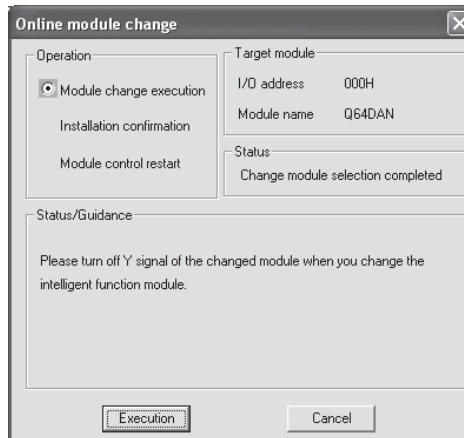 Online module change
Operation
Module change execution
Installation confirmation
Module control restart
Target module
I/O address 000H
Module name Q64DAN
Status
Change module selection completed
Status/Guidance
Please turn off Y signal of the changed module when you change the
intelligent function module.
Execution
Cancel